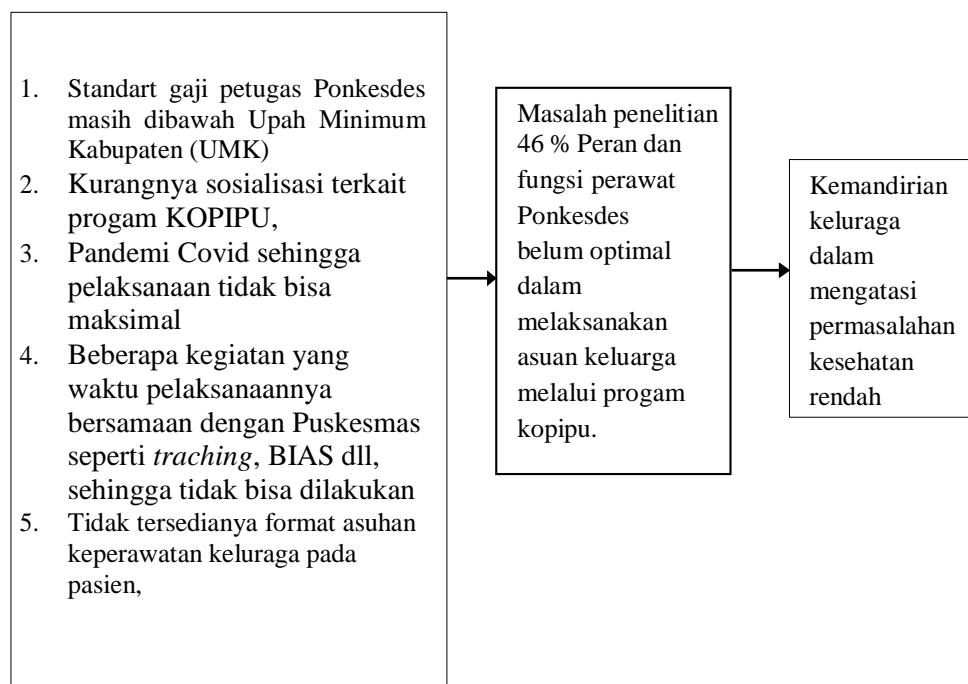 1. Standart gaji petugas Ponkesdes
masih dibawah Upah Minimum
Kabupaten (UMK)
2. Kurangnya sosialisasi terkait
progam KOPIPU,
3. Pandemi Covid sehingga
pelaksanaan tidak bisa
maksimal
4. Beberapa kegiatan yang
waktu pelaksanaannya
bersamaan dengan Puskesmas
seperti traching, BIAS dll,
sehingga tidak bisa dilakukan
5. Tidak tersedianya format asuhan
keperawatan keluraga pada
pasien,
Masalah penelitian
46 % Peran dan
fungsi perawat
Ponkesdes
belum optimal
dalam
melaksanakan
asuan keluarga
melalui progam
kopipu.
Kemandirian
keluraga
dalam
mengatasi
permasalahan
kesehatan
rendah